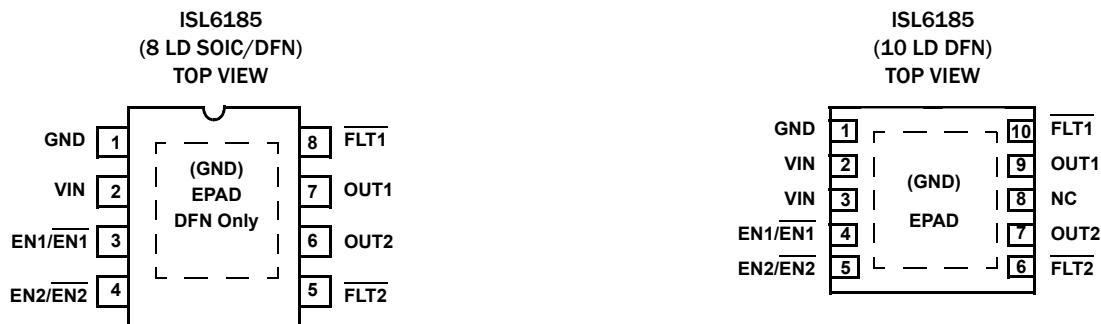 ISL6185
(8 LD SOIC/DFN)
TOP VIEW
GND 1
VIN 2
EN1/EN1 3
EN2/EN2 4
(GND)
EPAD
DFN Only
8 FLT1
7 OUT1
6 OUT2
5 FLT2
ISL6185
(10 LD DFN)
TOP VIEW
GND 1
VIN 2
VIN 3
EN1/EN1 4
EN2/EN2 5
(GND)
EPAD
10 FLT1
9 OUT1
8 NC
7 OUT2
6 FLT2